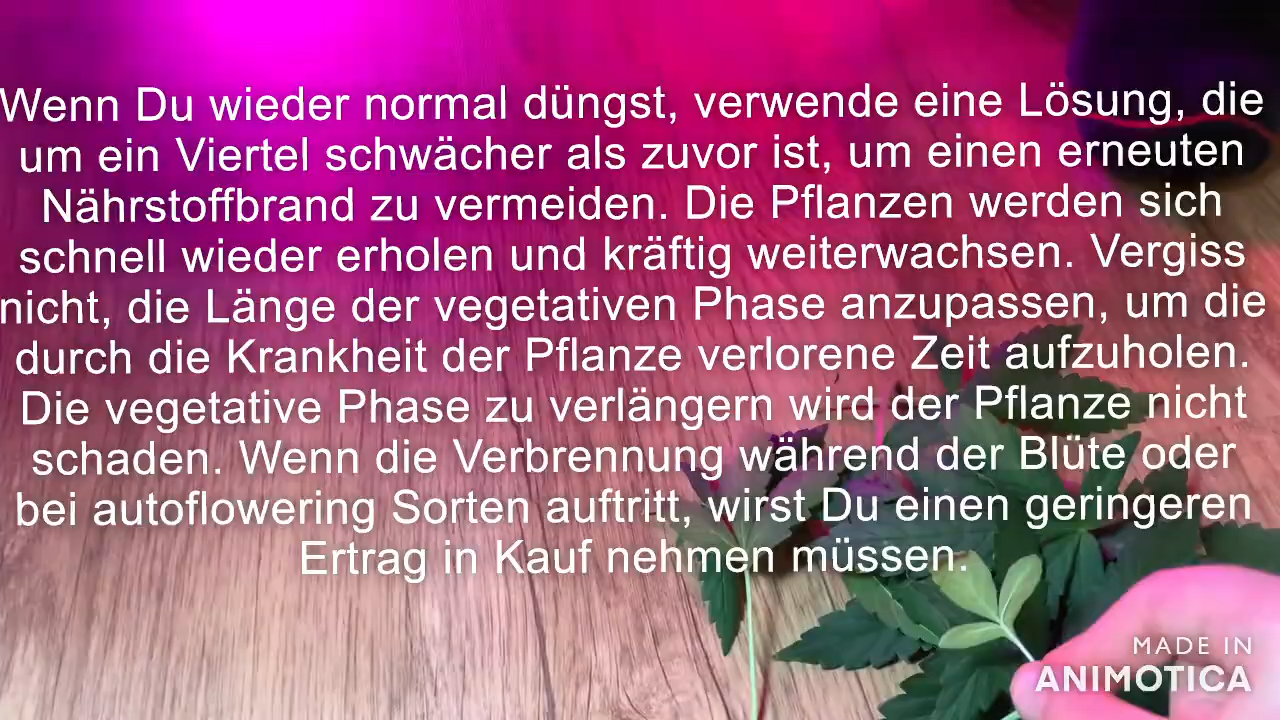 Wenn Du wieder normal düngst, verwende eine Lösung, die
um ein Viertel schwächer als zuvor ist, um einen erneuten
Nährstoffbrand zu vermeiden. Die Pflanzen werden sich
schnell wieder erholen und kräftig weiterwachsen. Vergiss
nicht, die Länge der vegetativen Phase anzupassen, um die
durch die Krankheit der Pflanze verlorene Zeit aufzuholen.
Die vegetative Phase zu verlängern wird der Pflanze nicht
schaden. Wenn die Verbrennung während der Blüte oder
bei autoflowering Sorten auftritt, wirst Du einen geringeren
Ertrag in Kauf nehmen müssen.
MADE IN
ANIMOTICA